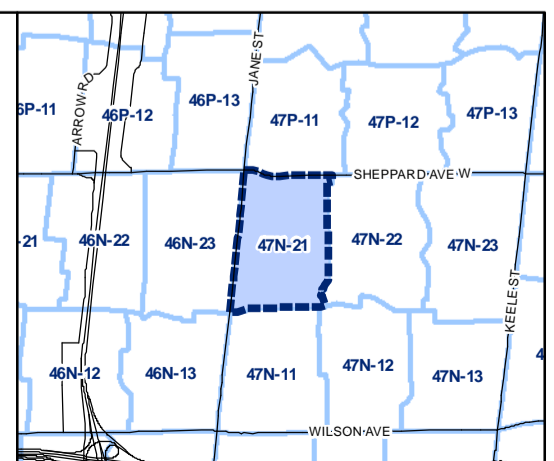 JANE ST
ARROW RD
6P-11
46P-12
46P-13
47P-11
47P-12
47P-13
SHEPPARD AVE W
-21
46N-22
46N-23
47N-21
47N-22
47N-23
KEELE ST
4
46N-12
46N-13
47N-11
47N-12
47N-13
WILSON AVE